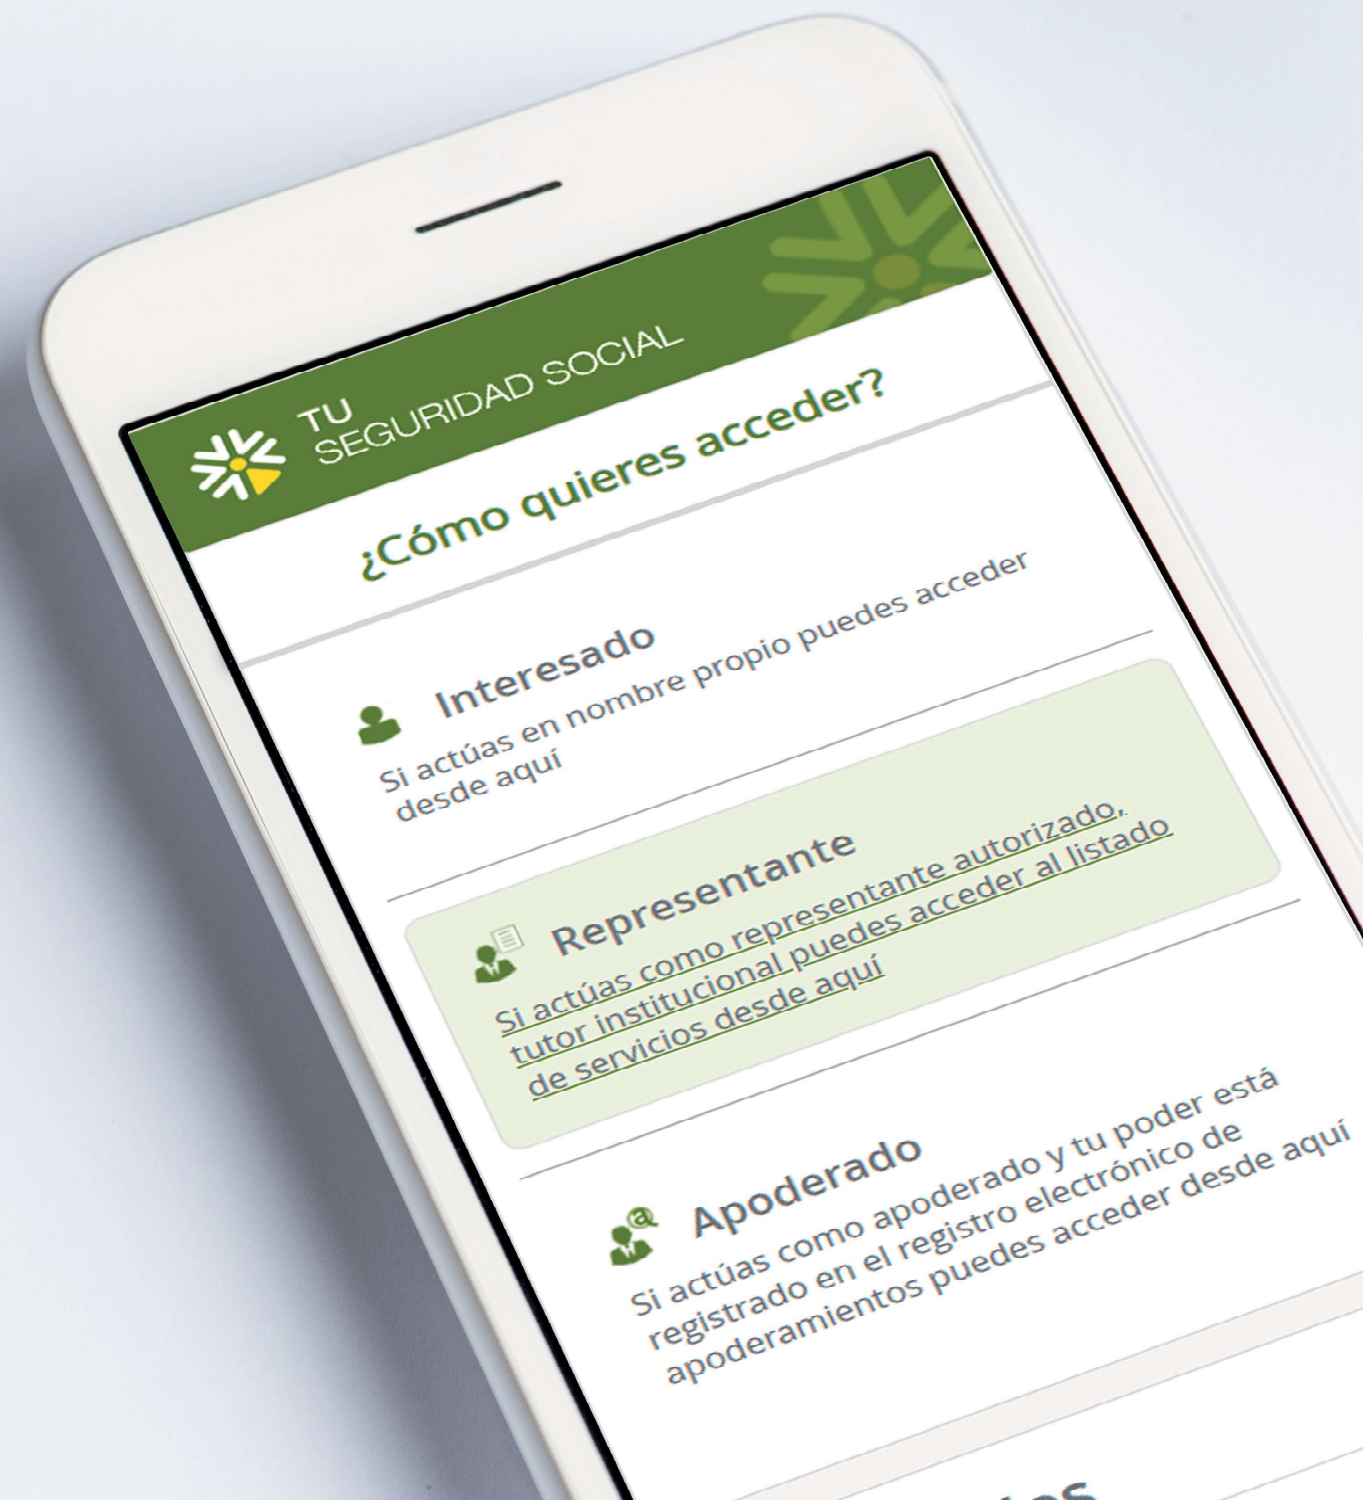 TU
SEGURIDAD SOCIAL
¿Cómo quieres acceder?
Interesado
Si actúas en nombre propio puedes acceder
desde aquí
Representante
Si actúas como representante autorizado,
tutor institucional puedes acceder al listado
de servicios desde aquí
Apoderado
Si actúas como apoderado y tu poder está
registrado en el registro electrónico de
apoderamientos puedes acceder desde aquí